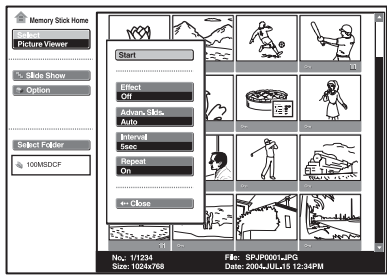 Memory Stick Home
Select
Picture Viewer
Slide Show
Option
Select Folder
100MSDCF
Start
Effect
Off
Advan. Slds.
Auto
Interval
5sec
Repeat
On
Close
No.: 1/1234
File: SPJP0001.JPG
Size: 1024x768
Date: 2004.JUL.15 12:34PM